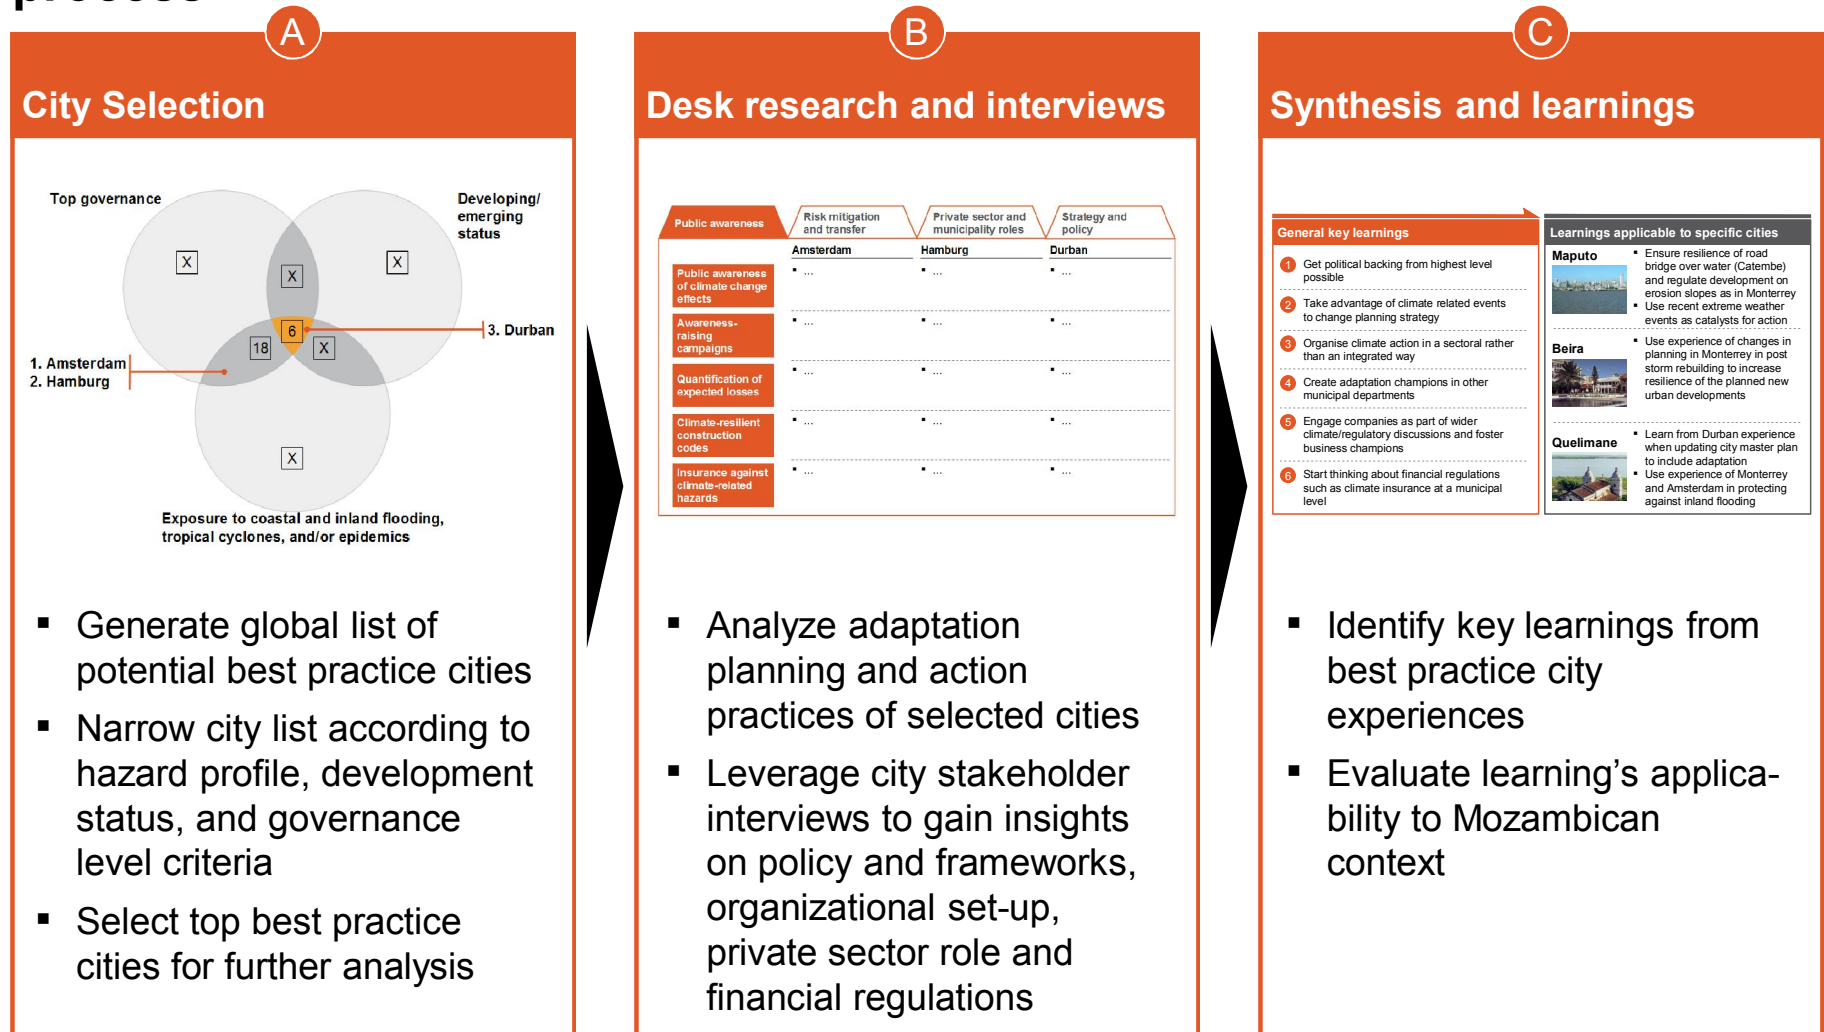 process
A
City Selection
Top governance
Developing/
emerging
status
X
X
X
6
18
X
3. Durban
1. Amsterdam
2. Hamburg
X
Exposure to coastal and inland flooding,
tropical cyclones, and/or epidemics
▪ Generate global list of
potential best practice cities
▪ Narrow city list according to
hazard profile, development
status, and governance
level criteria
▪ Select top best practice
cities for further analysis
B
Desk research and interviews
Public awareness
Risk mitigation
and transfer
Private sector and
municipality roles
Strategy and
policy
Amsterdam
Hamburg
Durban
Public awareness
of climate change
effects
▪ ...
▪ ...
▪ ...
Awareness-
raising
campaigns
▪ ...
▪ ...
▪ ...
Quantification of
expected losses
▪ ...
▪ ...
▪ ...
Climate-resilient
construction
codes
▪ ...
▪ ...
▪ ...
Insurance against
climate-related
hazards
▪ ...
▪ ...
▪ ...
▪ Analyze adaptation
planning and action
practices of selected cities
▪ Leverage city stakeholder
interviews to gain insights
on policy and frameworks,
organizational set-up,
private sector role and
financial regulations
C
Synthesis and learnings
General key learnings
1 Get political backing from highest level
possible
2 Take advantage of climate related events
to change planning strategy
3 Organise climate action in a sectoral rather
than an integrated way
4 Create adaptation champions in other
municipal departments
5 Engage companies as part of wider
climate/regulatory discussions and foster
business champions
6 Start thinking about financial regulations
such as climate insurance at a municipal
level
Learnings applicable to specific cities
Maputo
▪ Ensure resilience of road
bridge over water (Catembe)
and regulate development on
erosion slopes as in Monterrey
▪ Use recent extreme weather
events as catalysts for action
Beira
▪ Use experience of changes in
planning in Monterrey in post
storm rebuilding to increase
resilience of the planned new
urban developments
Quelimane
▪ Learn from Durban experience
when updating city master plan
to include adaptation
▪ Use experience of Monterrey
and Amsterdam in protecting
against inland flooding
▪ Identify key learnings from
best practice city
experiences
▪ Evaluate learning’s applica-
bility to Mozambican
context